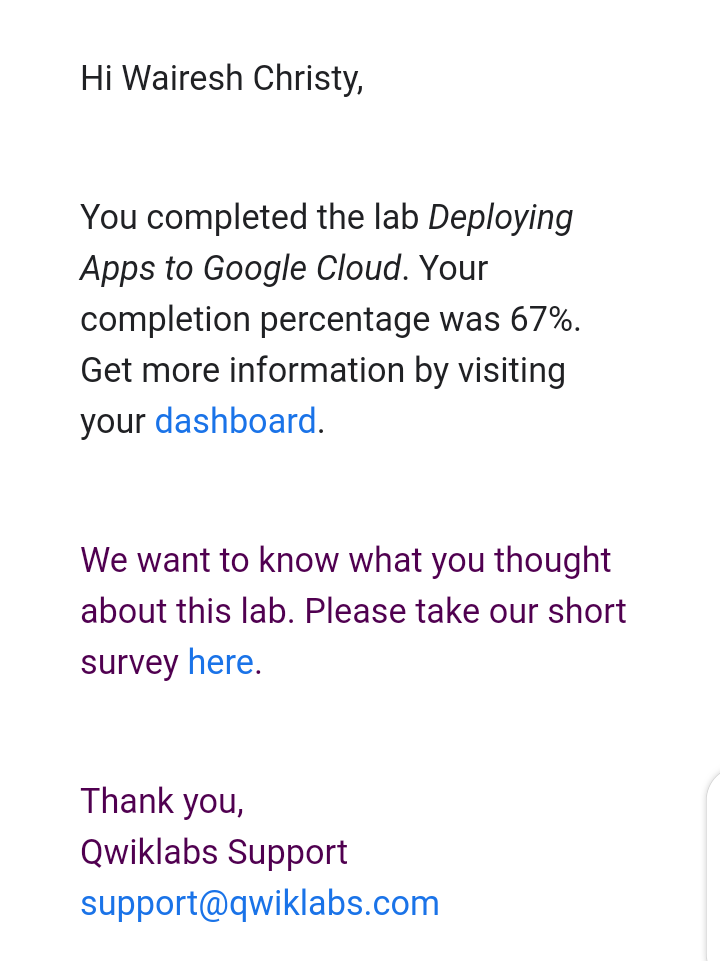 Hi Wairesh Christy,
You completed the lab Deploying
Apps to Google Cloud. Your
completion percentage was 67%.
Get more information by visiting
your dashboard.
We want to know what you thought
about this lab. Please take our short
survey here.
Thank you,
Qwiklabs Support
support@qwiklabs.com